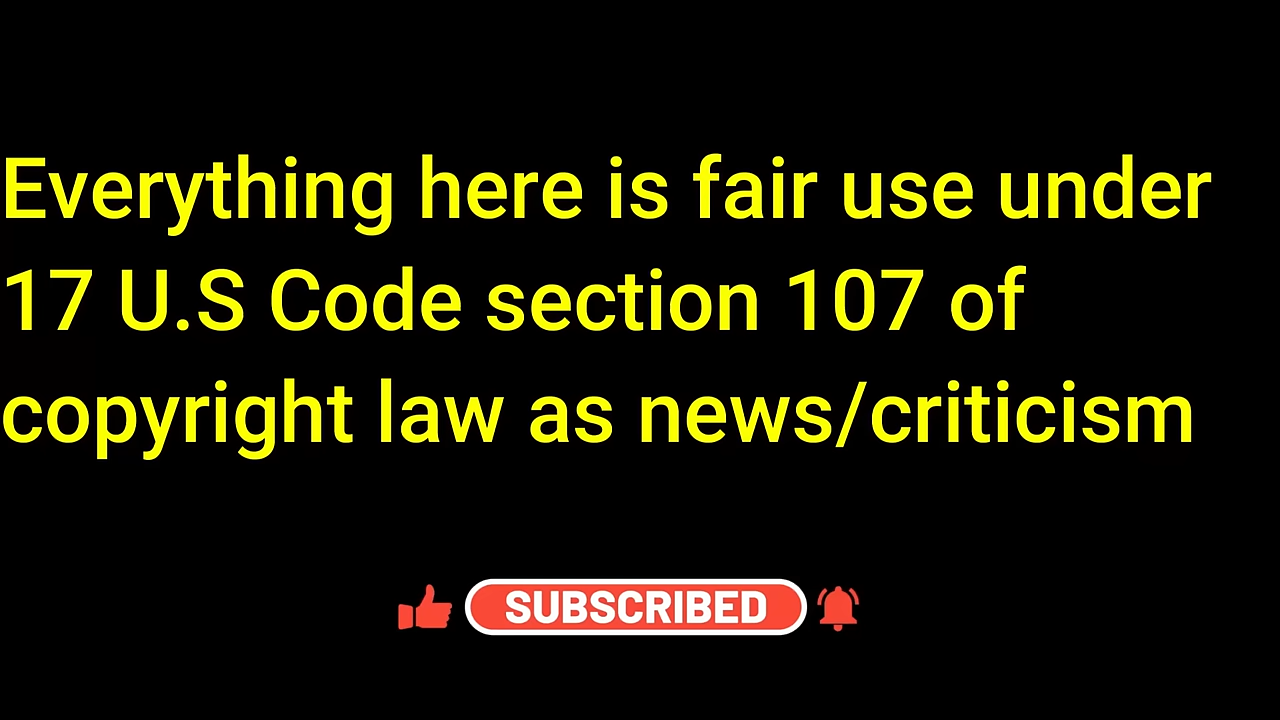 Everything here is fair use under
17 U.S Code section 107 of
copyright law as news/criticism
SUBSCRIBED